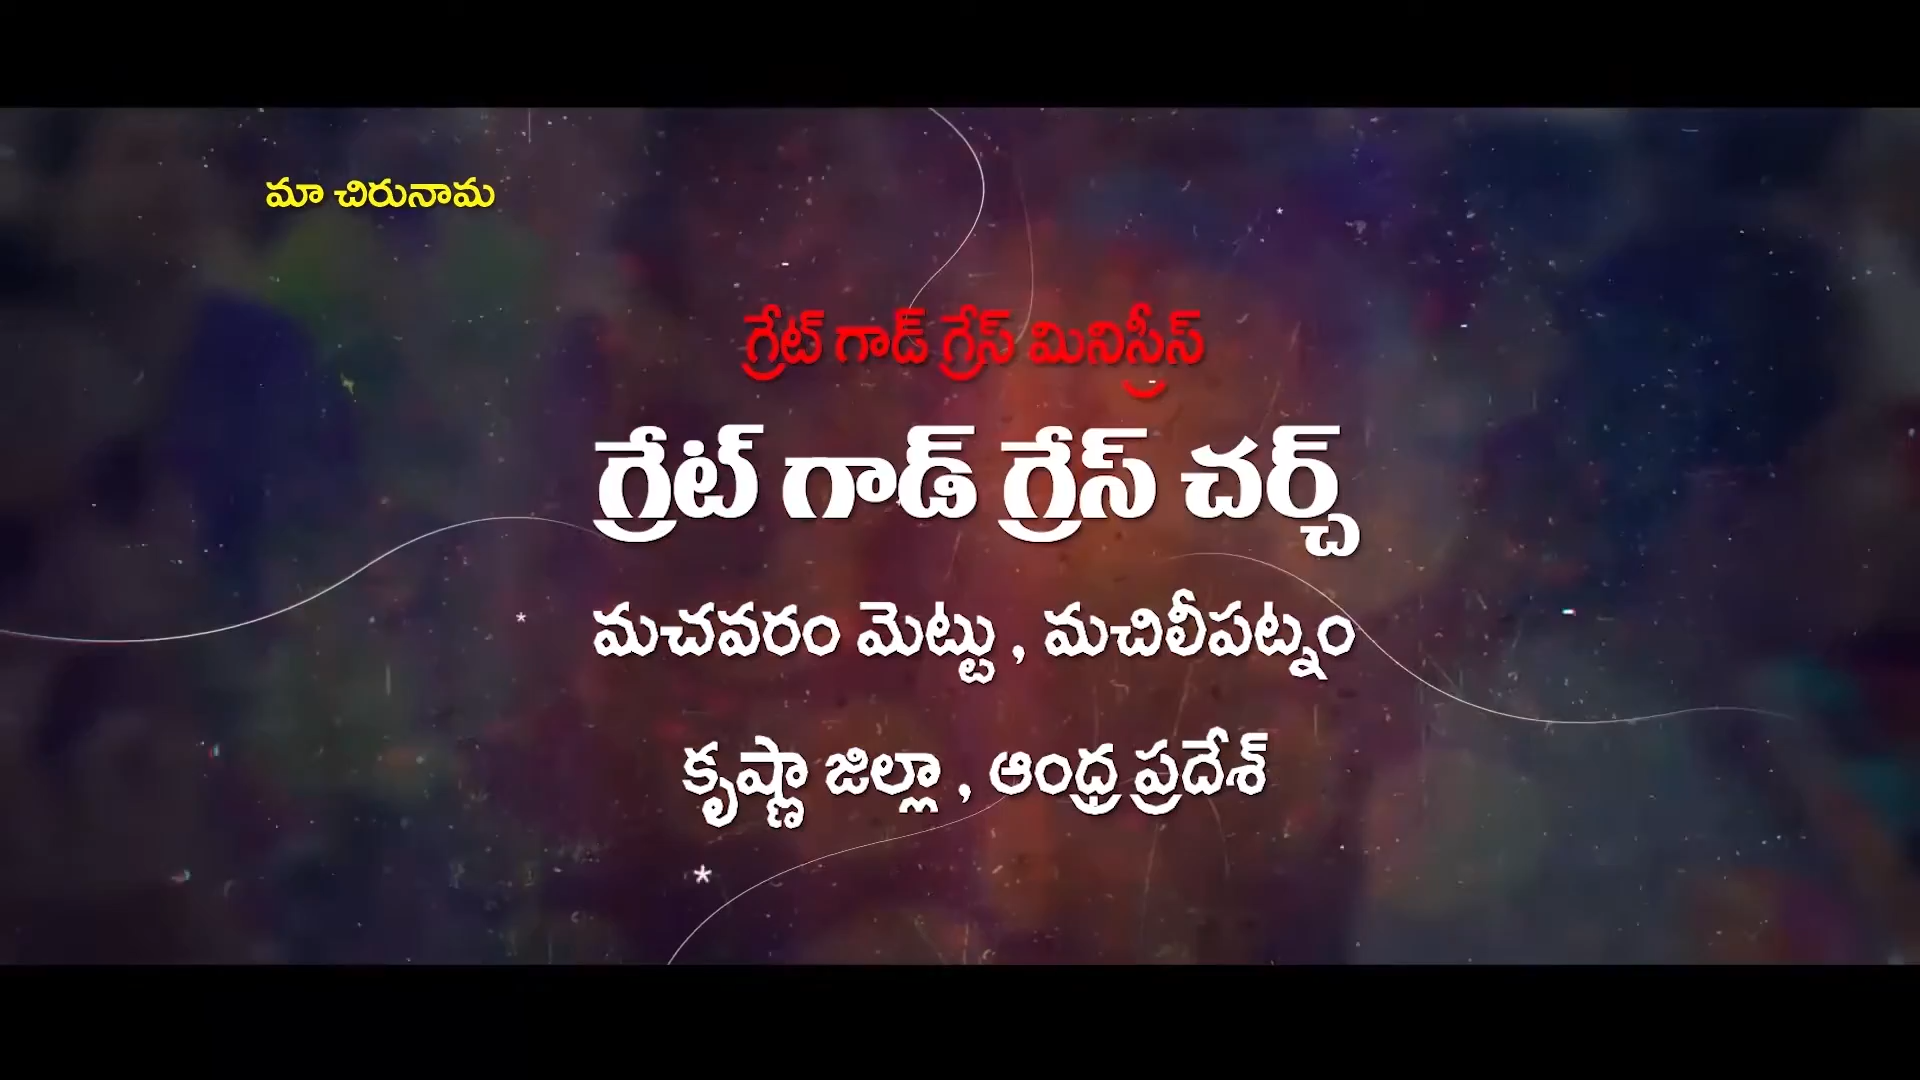 మా చిరునామ
గ్రేట్ గాడ్ గ్రేస్ మినిస్ట్రీస్
గ్రేట్ గాడ్ గ్రేస్ చర్చ్
మచవరం మెట్టు , మచిలీపట్నం
కృష్ణా జిల్లా , ఆంధ్ర ప్రదేశ్